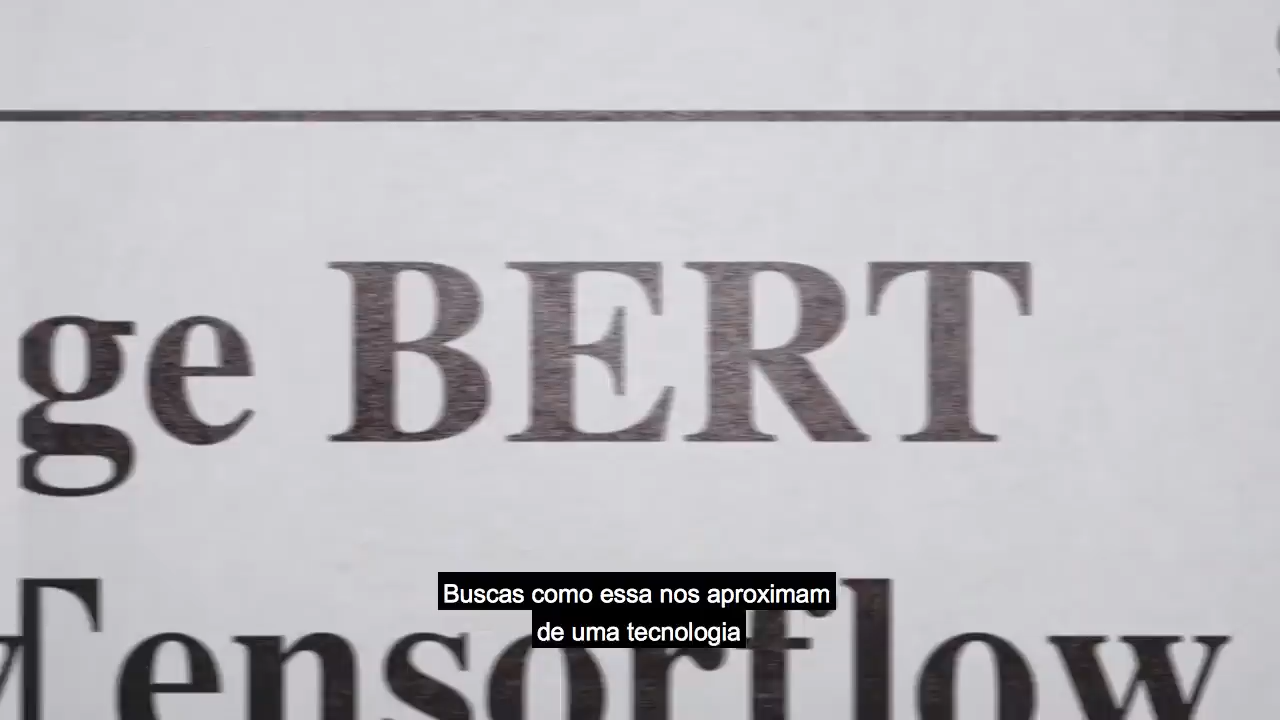 ge BERT
Buscas como essa nos aproximam
de uma tecnologia
Tensorflow